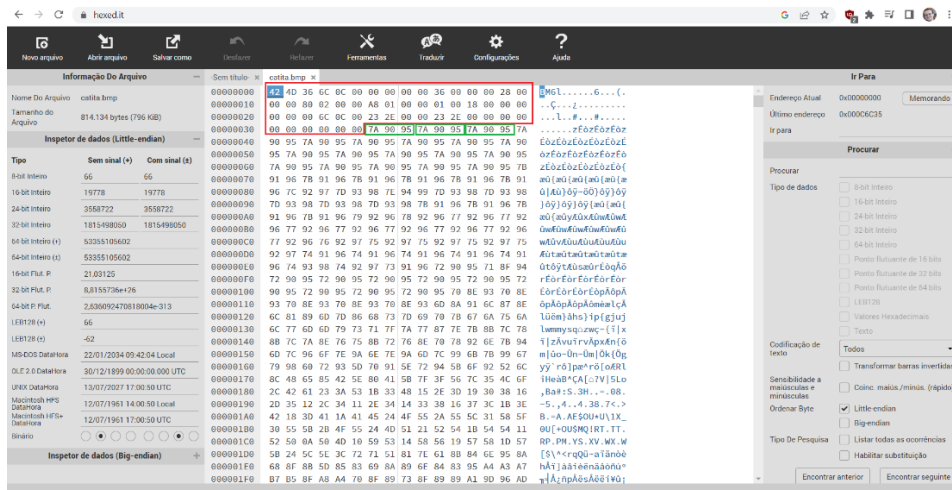 hexed.it
Novo arquivo Abrir arquivo Salvar como Desfazer Refazer Ferramentas Traduzir Configurações Ajuda
Informação Do Arquivo
Nome Do Arquivo catita.bmp
Tamanho do Arquivo 814.134 bytes (796 KiB)
Inspetor de dados (Little-endian)
Tipo Sem sinal (+) Com sinal (±)
8-bit Inteiro 66 66
16-bit Inteiro 19778 19778
24-bit Inteiro 3558722 3558722
32-bit Inteiro 1815498050 1815498050
64-bit Inteiro (+) 53355105602
64-bit Inteiro (±) 53355105602
16-bit Flut. P. 21,03125
32-bit Flut. P. 8,8155736e+26
64-bit P. Flut. 2,636092470818004e-313
LEB128 (+) 66
LEB128 (±) -62
MS-DOS DataHora 22/01/2034 09:42:04 Local
OLE 2.0 DataHora 30/12/1899 00:00:00.000 UTC
UNIX DataHora 13/07/2027 17:00:50 UTC
Macintosh HFS DataHora 12/07/1961 14:00:50 Local
Macintosh HFS+ DataHora 12/07/1961 17:00:50 UTC
Binário
Inspetor de dados (Big-endian)
-Sem título- × catita.bmp ×
00000000 42 4D 36 6C 0C 00 00 00 00 00 36 00 00 00 28 00
00000010 00 00 80 02 00 00 A8 01 00 00 01 00 18 00 00 00
00000020 00 00 00 6C 0C 00 23 2E 00 00 23 2E 00 00 00 00
00000030 00 00 00 00 00 00 7A 90 95 7A 90 95 7A 90 95 7A
00000040 90 95 7A 90 95 7A 90 95 7A 90 95 7A 90 95 7A 90
00000050 95 7A 90 95 7A 90 95 7A 90 95 7A 90 95 7A 90 95
00000060 7A 90 95 7A 90 95 7A 90 95 7A 90 95 7A 90 95 7B
00000070 91 96 7B 91 96 7B 91 96 7B 91 96 7B 91 96 7B 91
00000080 96 7C 92 97 7D 93 98 7E 94 99 7D 93 98 7D 93 98
00000090 7D 93 98 7D 93 98 7D 93 98 7B 91 96 7B 91 96 7B
000000A0 91 96 7B 91 96 79 92 96 78 92 96 77 92 96 77 92
000000B0 96 77 92 96 77 92 96 77 92 96 77 92 96 77 92 96
000000C0 77 92 96 76 92 97 75 92 97 75 92 97 75 92 97 75
000000D0 92 97 74 91 96 74 91 96 74 91 96 74 91 96 74 91
000000E0 96 74 93 98 74 92 97 73 91 96 72 90 95 71 8F 94
000000F0 72 90 95 72 90 95 72 90 95 72 90 95 72 90 95 72
00000100 90 95 72 90 95 72 90 95 72 90 95 70 8E 93 70 8E
00000110 93 70 8E 93 70 8E 93 70 8E 93 6D 8A 91 6C 87 8E
00000120 6C 81 89 6D 7D 86 68 73 7D 69 70 7B 67 6A 75 6A
00000130 6C 77 6D 6D 79 73 71 7F 7A 77 87 7E 7B 8B 7C 78
00000140 8B 7C 7A 8E 76 75 8B 72 76 8E 70 78 92 6E 7B 94
00000150 6D 7C 96 6F 7E 9A 6E 7E 9A 6D 7C 99 6B 7B 99 67
00000160 79 98 60 72 93 5D 70 91 5E 72 94 5B 6F 92 52 6C
00000170 8C 48 65 85 42 5E 80 41 5B 7F 3F 56 7C 35 4C 6F
00000180 2C 42 61 23 3A 53 1B 33 48 15 2E 3D 19 30 38 16
00000190 2D 35 12 2C 34 11 2E 34 14 33 38 16 37 3C 1B 3E
000001A0 42 18 3D 41 1A 41 45 24 4F 55 2A 55 5C 31 58 5F
000001B0 30 55 5B 2B 4F 55 24 4D 51 21 52 54 1B 54 54 11
000001C0 52 50 0A 50 4D 10 59 53 14 58 56 19 57 58 1D 57
000001D0 5B 24 5C 5E 3C 72 71 51 81 7E 61 8B 84 6E 95 8A
000001E0 68 8F 8B 5D 85 83 69 8A 89 6E 84 83 95 A4 A3 A7
000001F0 B7 B5 8F A8 A4 70 8F 89 73 8F 89 89 A1 9D 96 AD
Ir Para
Endereço Atual 0x00000000 Memorando
Último endereço 0x000C6C35
Ir para
Procurar
Procurar
Tipo de dados 8-bit Inteiro
16-bit Inteiro
24-bit Inteiro
32-bit Inteiro
64-bit Inteiro
Ponto flutuante de 16 bits
Ponto flutuante de 32 bits
Ponto flutuante de 64 bits
LEB128
Valores Hexadecimais
Texto
Codificação de texto Todos
Transformar barras invertidas
Sensibilidade a maiúsculas e minúsculas Coinc. maiús./minús. (rápido)
Ordenar Byte Little-endian
Big-endian
Tipo De Pesquisa Listar todas as ocorrências
Habilitar substituição
Encontrar anterior Encontrar seguinte